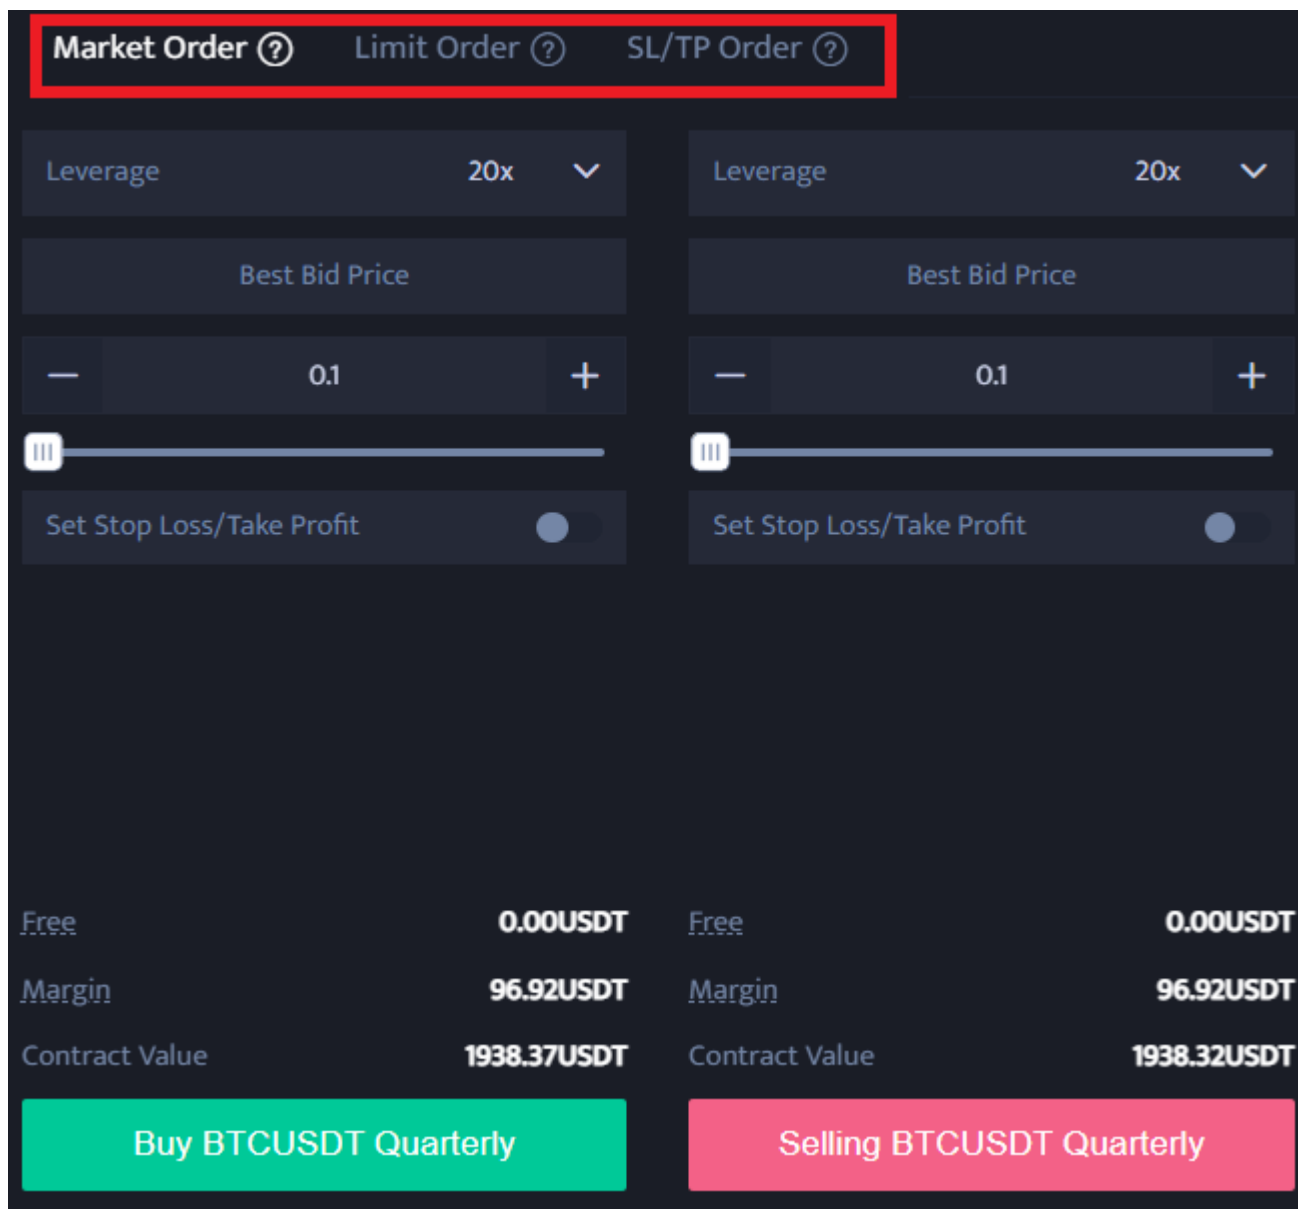 Market Order ? Limit Order ? SL/TP Order ?
Leverage 20x Leverage 20x
Best Bid Price Best Bid Price
— 0.1 + — 0.1 +
Set Stop Loss/Take Profit Set Stop Loss/Take Profit
Free 0.00USDT Free 0.00USDT
Margin 96.92USDT Margin 96.92USDT
Contract Value 1938.37USDT Contract Value 1938.32USDT
Buy BTCUSDT Quarterly Selling BTCUSDT Quarterly